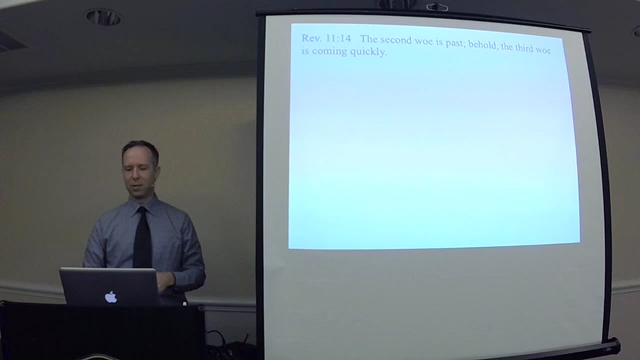 Rev. 11:14 The second woe is past; behold, the third woe
is coming quickly.